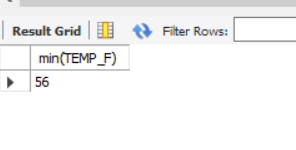 Result Grid Filter Rows:
min(TEMP_F)
56